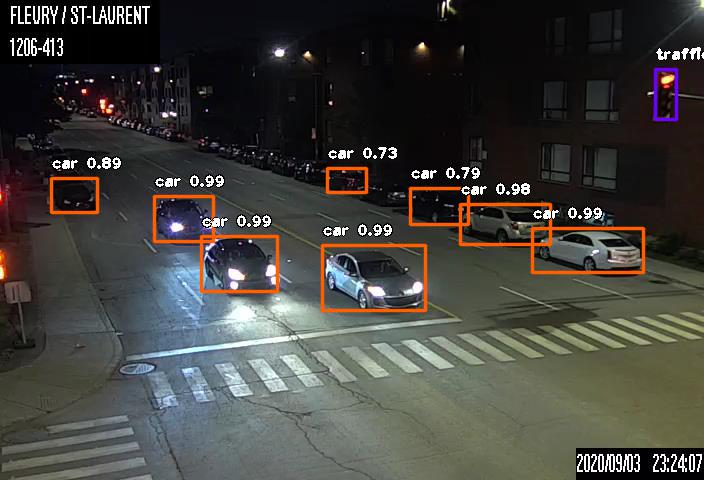 FLEURY / ST-LAURENT
1206-413
traffic
car 0.73
car 0.89
car 0.79
car 0.99
car 0.98
car 0.99
car 0.99
car 0.99
2020/09/03 23:24:07